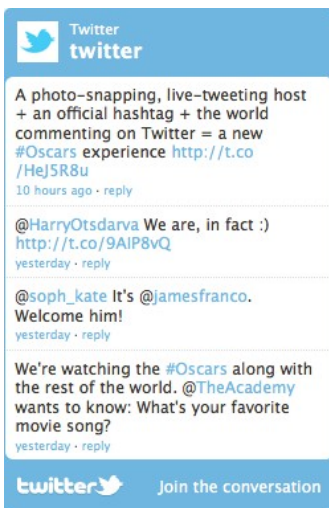 Twitter
twitter
A photo-snapping, live-tweeting host
+ an official hashtag + the world
commenting on Twitter = a new
#Oscars experience http://t.co
/HeJ5R8u
10 hours ago · reply
@HarryOtsdarva We are, in fact :)
http://t.co/9AIP8vQ
yesterday · reply
@soph_kate It's @jamesfranco.
Welcome him!
yesterday · reply
We're watching the #Oscars along with
the rest of the world. @TheAcademy
wants to know: What's your favorite
movie song?
yesterday · reply
twitter
Join the conversation